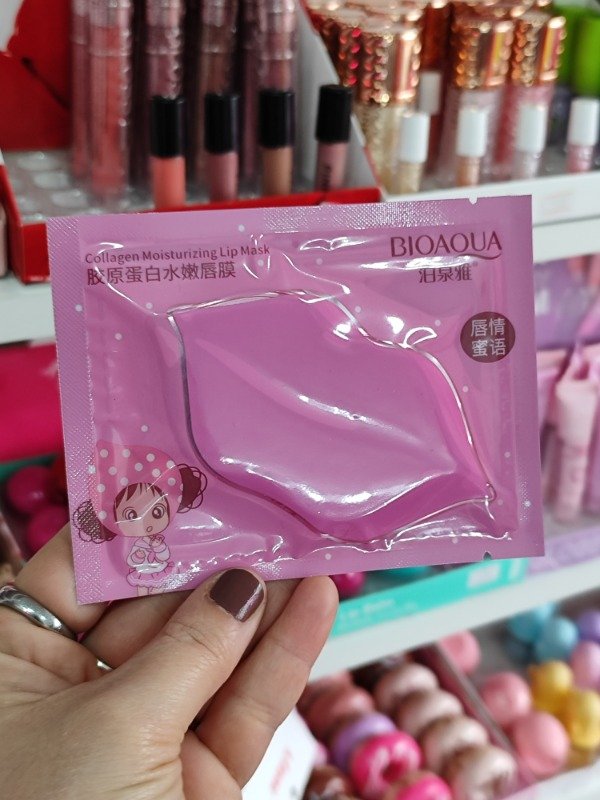 Collagen Moisturizing Lip Mask
胶原蛋白水嫩唇膜
BIOAQUA
泊泉雅
唇情
蜜语